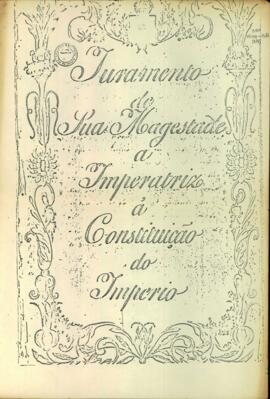 Juramento
de
Sua Magestade
a
Imperatriz
á
Constituição
do
Imperio